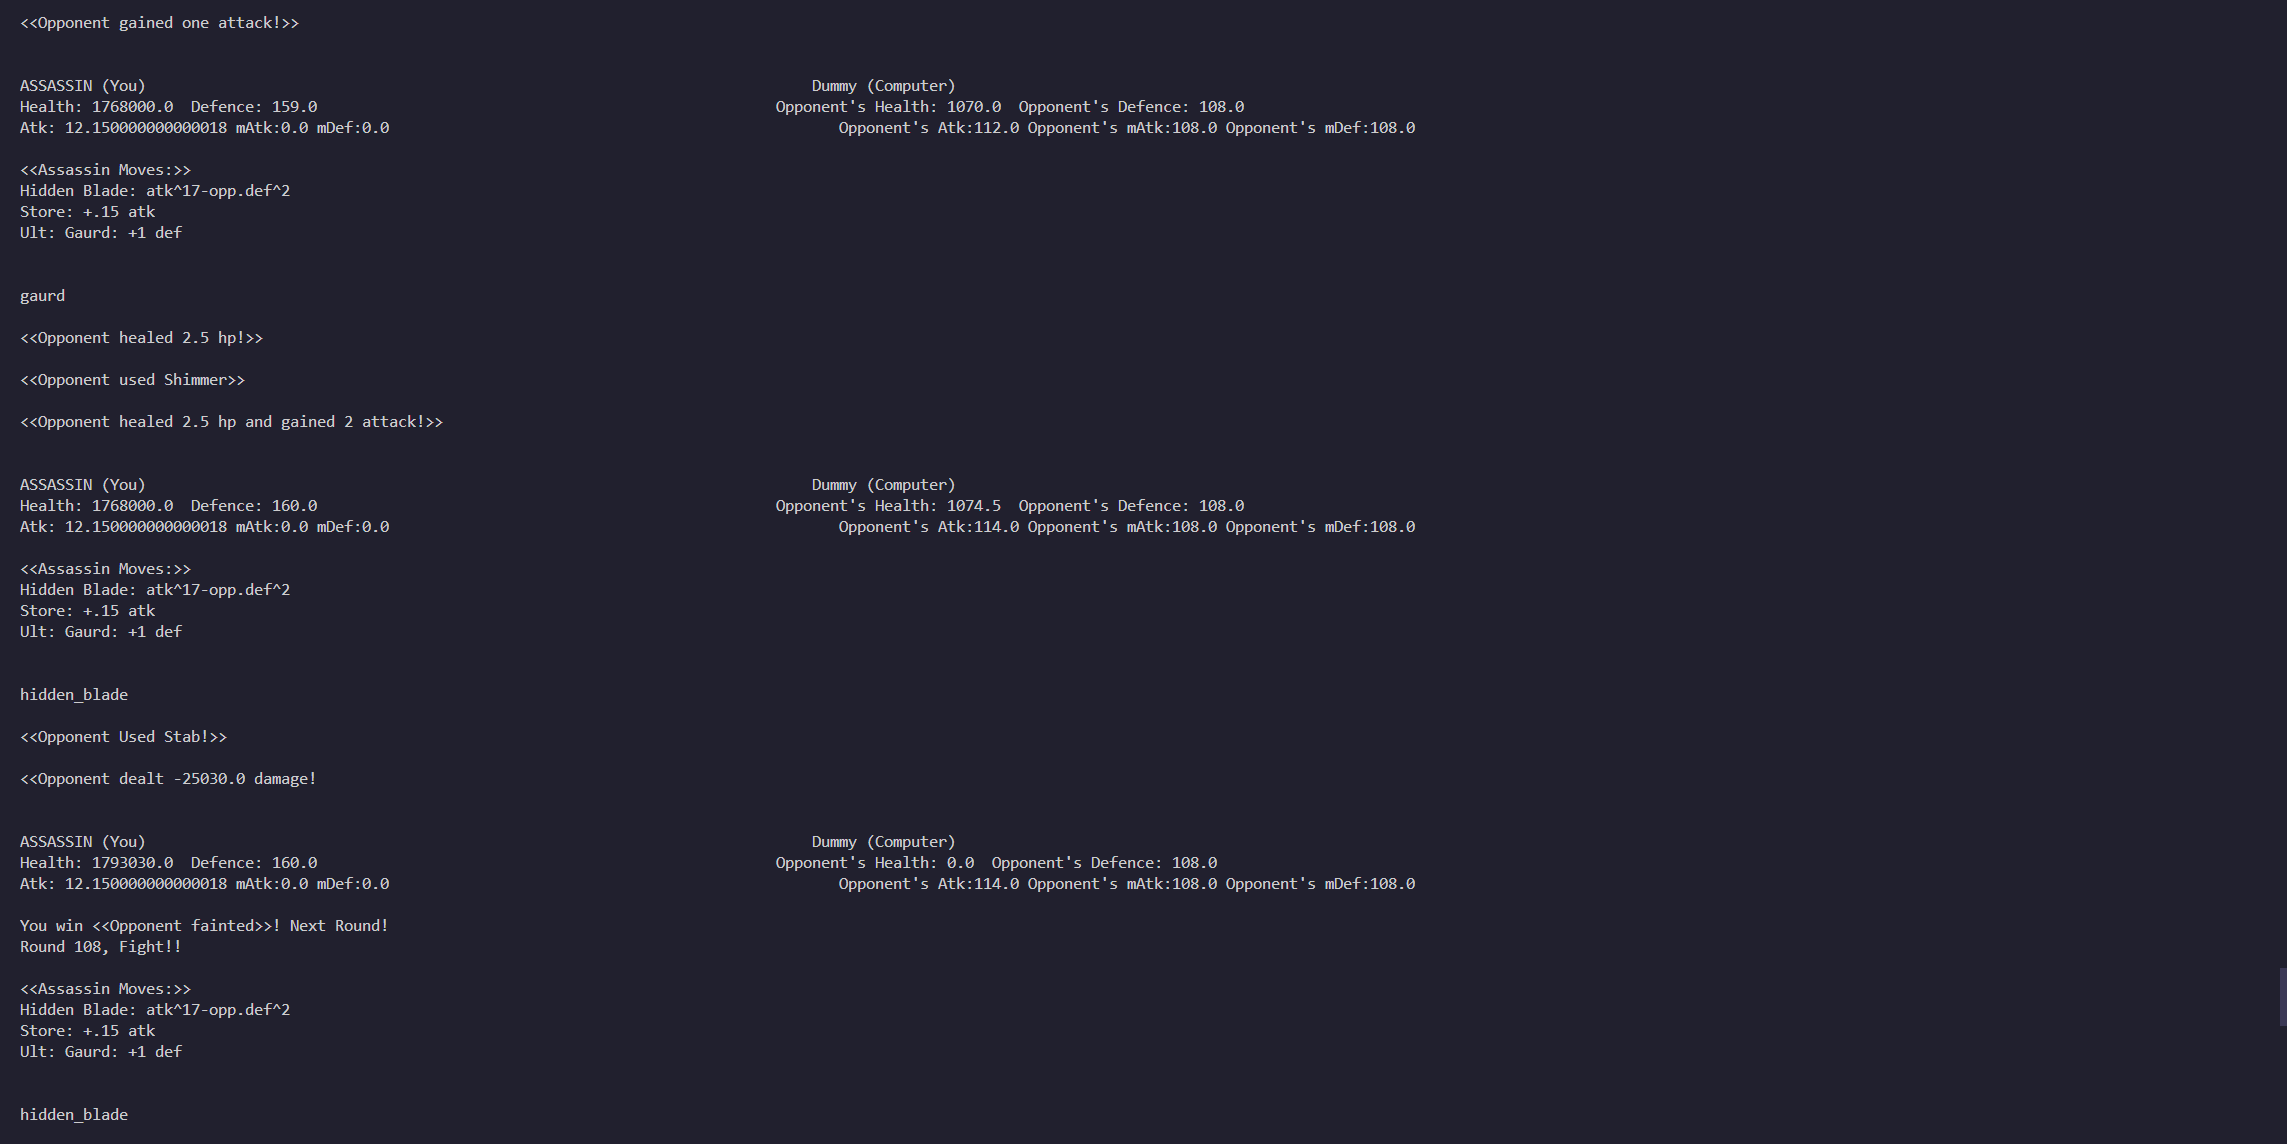 <<Opponent gained one attack!>>
ASSASSIN (You) Dummy (Computer)
Health: 1768000.0 Defence: 159.0 Opponent's Health: 1070.0 Opponent's Defence: 108.0
Atk: 12.150000000000018 mAtk:0.0 mDef:0.0 Opponent's Atk:112.0 Opponent's mAtk:108.0 Opponent's mDef:108.0
<<Assassin Moves:>>
Hidden Blade: atk^17-opp.def^2
Store: +.15 atk
Ult: Gaurd: +1 def
gaurd
<<Opponent healed 2.5 hp!>>
<<Opponent used Shimmer>>
<<Opponent healed 2.5 hp and gained 2 attack!>>
ASSASSIN (You) Dummy (Computer)
Health: 1768000.0 Defence: 160.0 Opponent's Health: 1074.5 Opponent's Defence: 108.0
Atk: 12.150000000000018 mAtk:0.0 mDef:0.0 Opponent's Atk:114.0 Opponent's mAtk:108.0 Opponent's mDef:108.0
<<Assassin Moves:>>
Hidden Blade: atk^17-opp.def^2
Store: +.15 atk
Ult: Gaurd: +1 def
hidden_blade
<<Opponent Used Stab!>>
<<Opponent dealt -25030.0 damage!
ASSASSIN (You) Dummy (Computer)
Health: 1793030.0 Defence: 160.0 Opponent's Health: 0.0 Opponent's Defence: 108.0
Atk: 12.150000000000018 mAtk:0.0 mDef:0.0 Opponent's Atk:114.0 Opponent's mAtk:108.0 Opponent's mDef:108.0
You win <<Opponent fainted>>! Next Round!
Round 108, Fight!!
<<Assassin Moves:>>
Hidden Blade: atk^17-opp.def^2
Store: +.15 atk
Ult: Gaurd: +1 def
hidden_blade